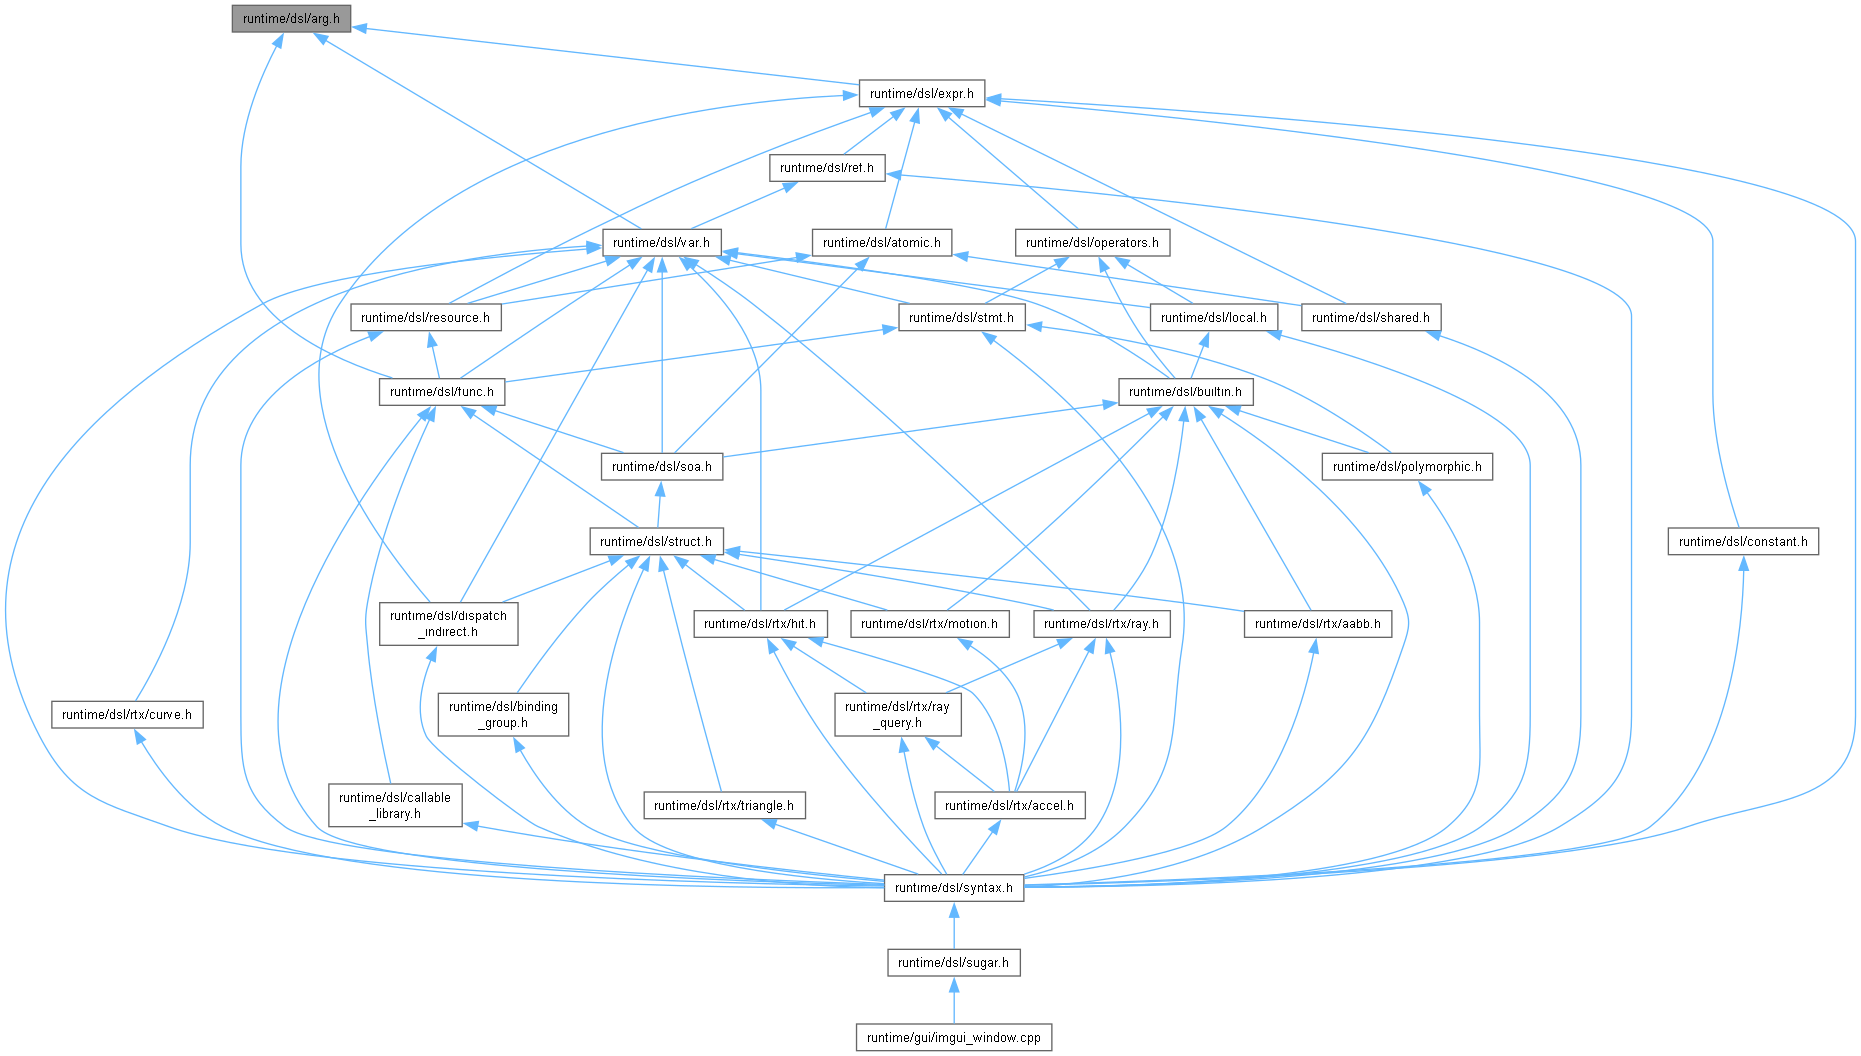 runtime/dsl/arg.h
runtime/dsl/expr.h
runtime/dsl/ref.h
runtime/dsl/var.h
runtime/dsl/atomic.h
runtime/dsl/operators.h
runtime/dsl/resource.h
runtime/dsl/stmt.h
runtime/dsl/local.h
runtime/dsl/shared.h
runtime/dsl/func.h
runtime/dsl/builtin.h
runtime/dsl/soa.h
runtime/dsl/polymorphic.h
runtime/dsl/struct.h
runtime/dsl/constant.h
runtime/dsl/dispatch
_indirect.h
runtime/dsl/rtx/hit.h
runtime/dsl/rtx/motion.h
runtime/dsl/rtx/ray.h
runtime/dsl/rtx/aabb.h
runtime/dsl/rtx/curve.h
runtime/dsl/binding
_group.h
runtime/dsl/rtx/ray
_query.h
runtime/dsl/callable
_library.h
runtime/dsl/rtx/triangle.h
runtime/dsl/rtx/accel.h
runtime/dsl/syntax.h
runtime/dsl/sugar.h
runtime/gui/imgui_window.cpp